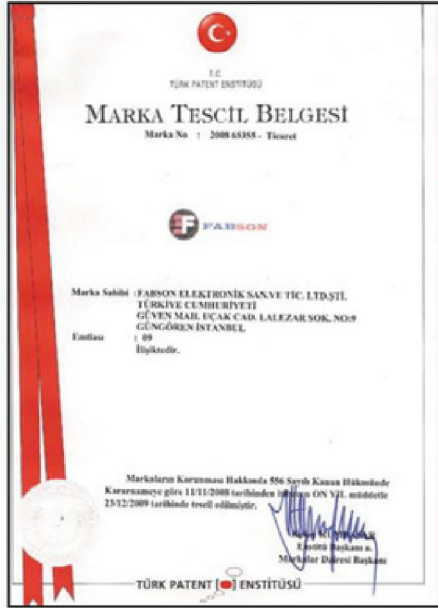 T.C.
TÜRK PATENT ENSTİTÜSÜ
MARKA TESCİL BELGESİ
Marka No : 2008 65355 - Ticaret
FABSON
Marka Sahibi : FABSON ELEKTRONİK SAN.VE TİC. LTD.ŞTİ.
TÜRKİYE CUMHURİYETİ
GÜVEN MAH. UÇAK CAD. LALEZAR SOK. NO:9
GÜNGÖREN İSTANBUL
Emtiası : 09
İlişiktedir.
Markaların Korunması Hakkında 556 Sayılı Kanun Hükmünde
Kararnameye göre 11/11/2008 tarihinden itibaren ON YIL müddetle
23/12/2009 tarihinde tescil edilmiştir.
Enstitü Başkanı a.
Markalar Dairesi Başkanı
TÜRK PATENT ENSTİTÜSÜ